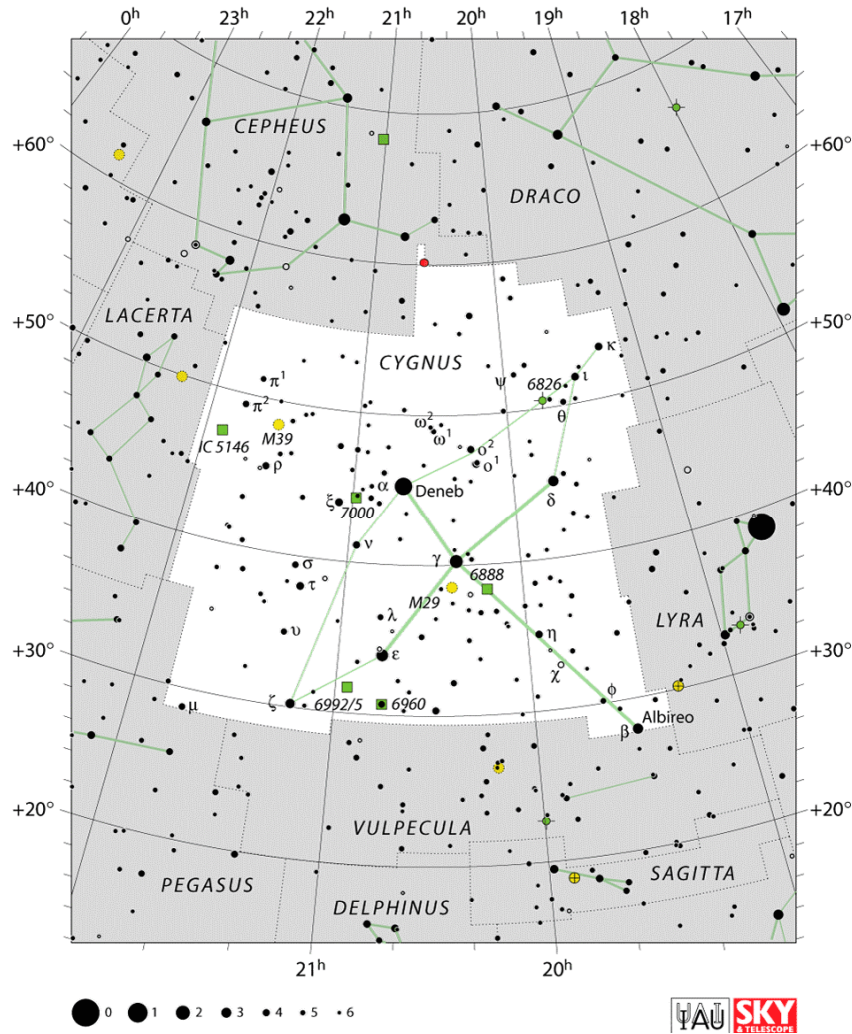 0h 23h 22h 21h 20h 19h 18h 17h
+60° +60°
CEPHEUS
DRACO
+50° +50°
LACERTA
CYGNUS
κ
π¹ ψ 6826 ι
π² θ
IC 5146 M39 ω² ω¹
ρ ο² ο¹
+40° +40°
α Deneb
ξ 7000 δ
ν
γ
σ 6888
τ M29
LYRA
λ η
υ
+30° +30°
ε χ
ζ 6992/5 6960 φ
μ Albireo
β
+20° +20°
VULPECULA
PEGASUS SAGITTA
DELPHINUS
21h 20h
0 1 2 3 4 5 6
IAU SKY
& TELESCOPE